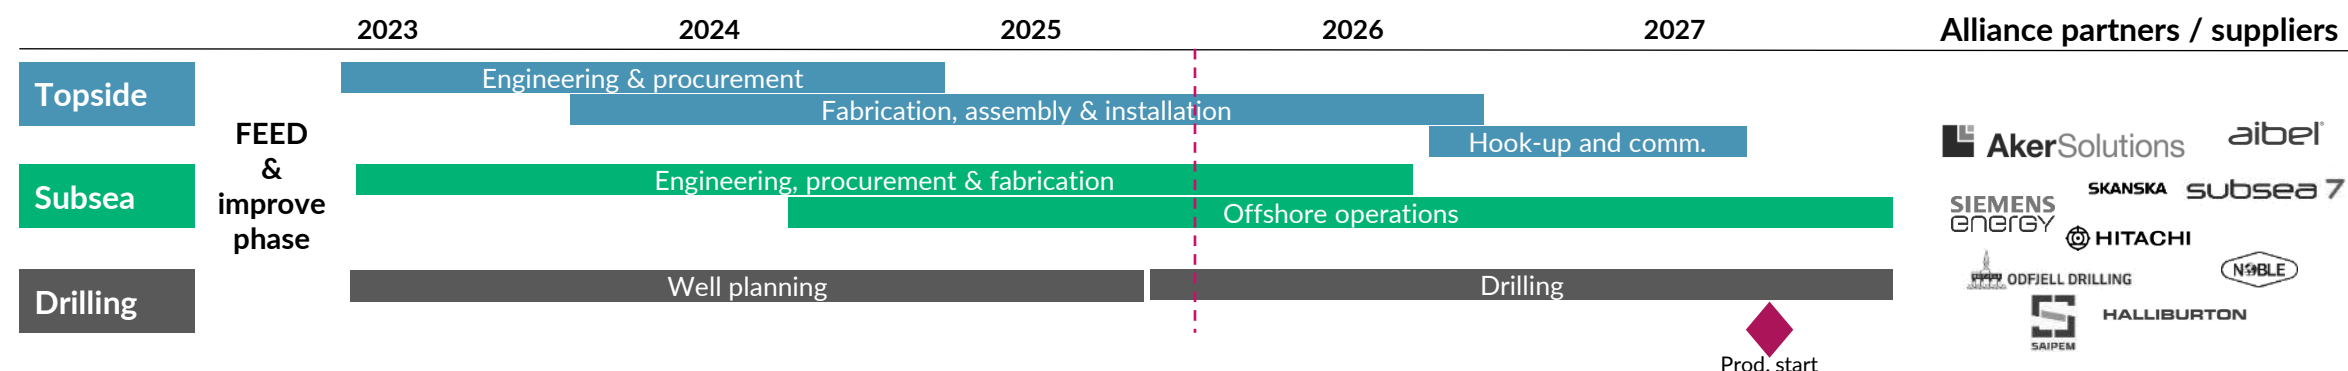 2023 2024 2025 2026 2027 Alliance partners / suppliers
Topside
Engineering & procurement
Fabrication, assembly & installation
Hook-up and comm.
FEED
&
improve
phase
Subsea
Engineering, procurement & fabrication
Offshore operations
Drilling
Well planning
Drilling
Prod. start
AkerSolutions
aibel
SKANSKA
subsea 7
SIEMENS
energy
HITACHI
ODFJELL DRILLING
NOBLE
HALLIBURTON
SAIPEM